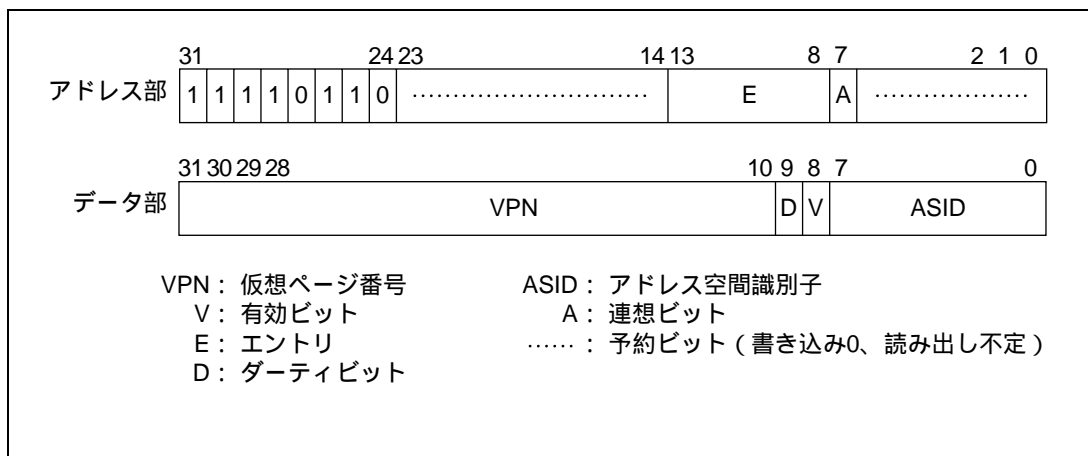 31 24 23 14 13 8 7 2 1 0
アドレス部 1 1 1 1 0 1 1 0 ………………………… E A …………………
31 30 29 28 10 9 8 7 0
データ部 VPN D V ASID
VPN： 仮想ページ番号 ASID： アドレス空間識別子
V： 有効ビット A： 連想ビット
E： エントリ ……： 予約ビット（書き込み0、読み出し不定）
D： ダーティビット